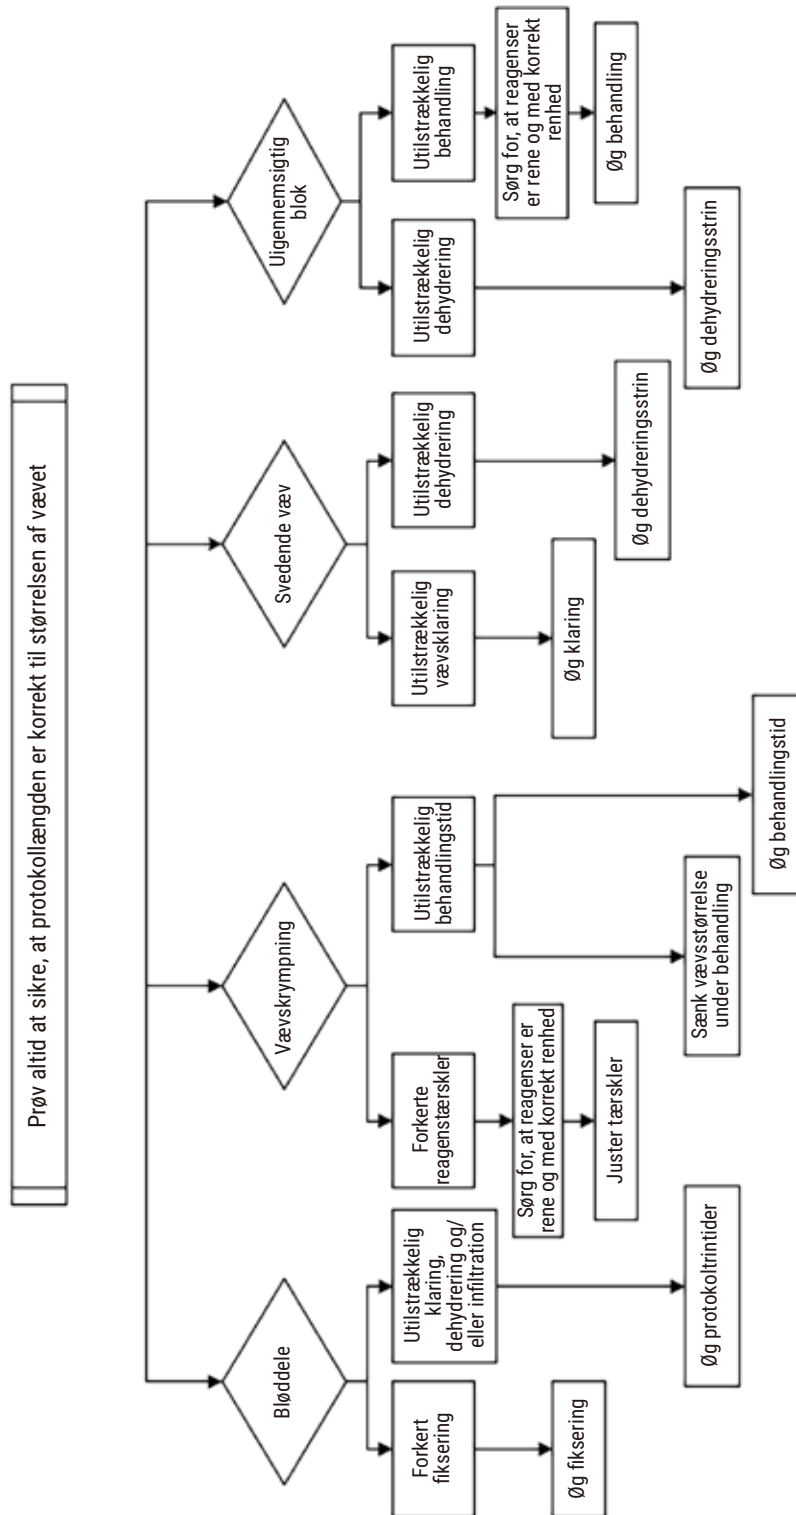 Prøv altid at sikre, at protokollængden er korrekt til størrelsen af vævet
Bløddele
Forkert
fiksering
Øg fiksering
Utilstrækkelig
klaring,
dehydrering og/
eller infiltration
Øg protokoltrintider
Vævskrympning
Forkerte
reagenstærskler
Sørg for, at reagenser er
rene og med korrekt renhed
Juster tærskler
Utilstrækkelig
behandlingstid
Sænk vævsstørrelse
under behandling
Øg behandlingstid
Svedende væv
Utilstrækkelig
vævsklaring
Øg klaring
Utilstrækkelig
dehydrering
Øg dehydreringsstrin
Uigennemsigtig
blok
Utilstrækkelig
dehydrering
Øg dehydreringsstrin
Utilstrækkelig
behandling
Sørg for, at reagenser
er rene og med korrekt
renhed
Øg behandling